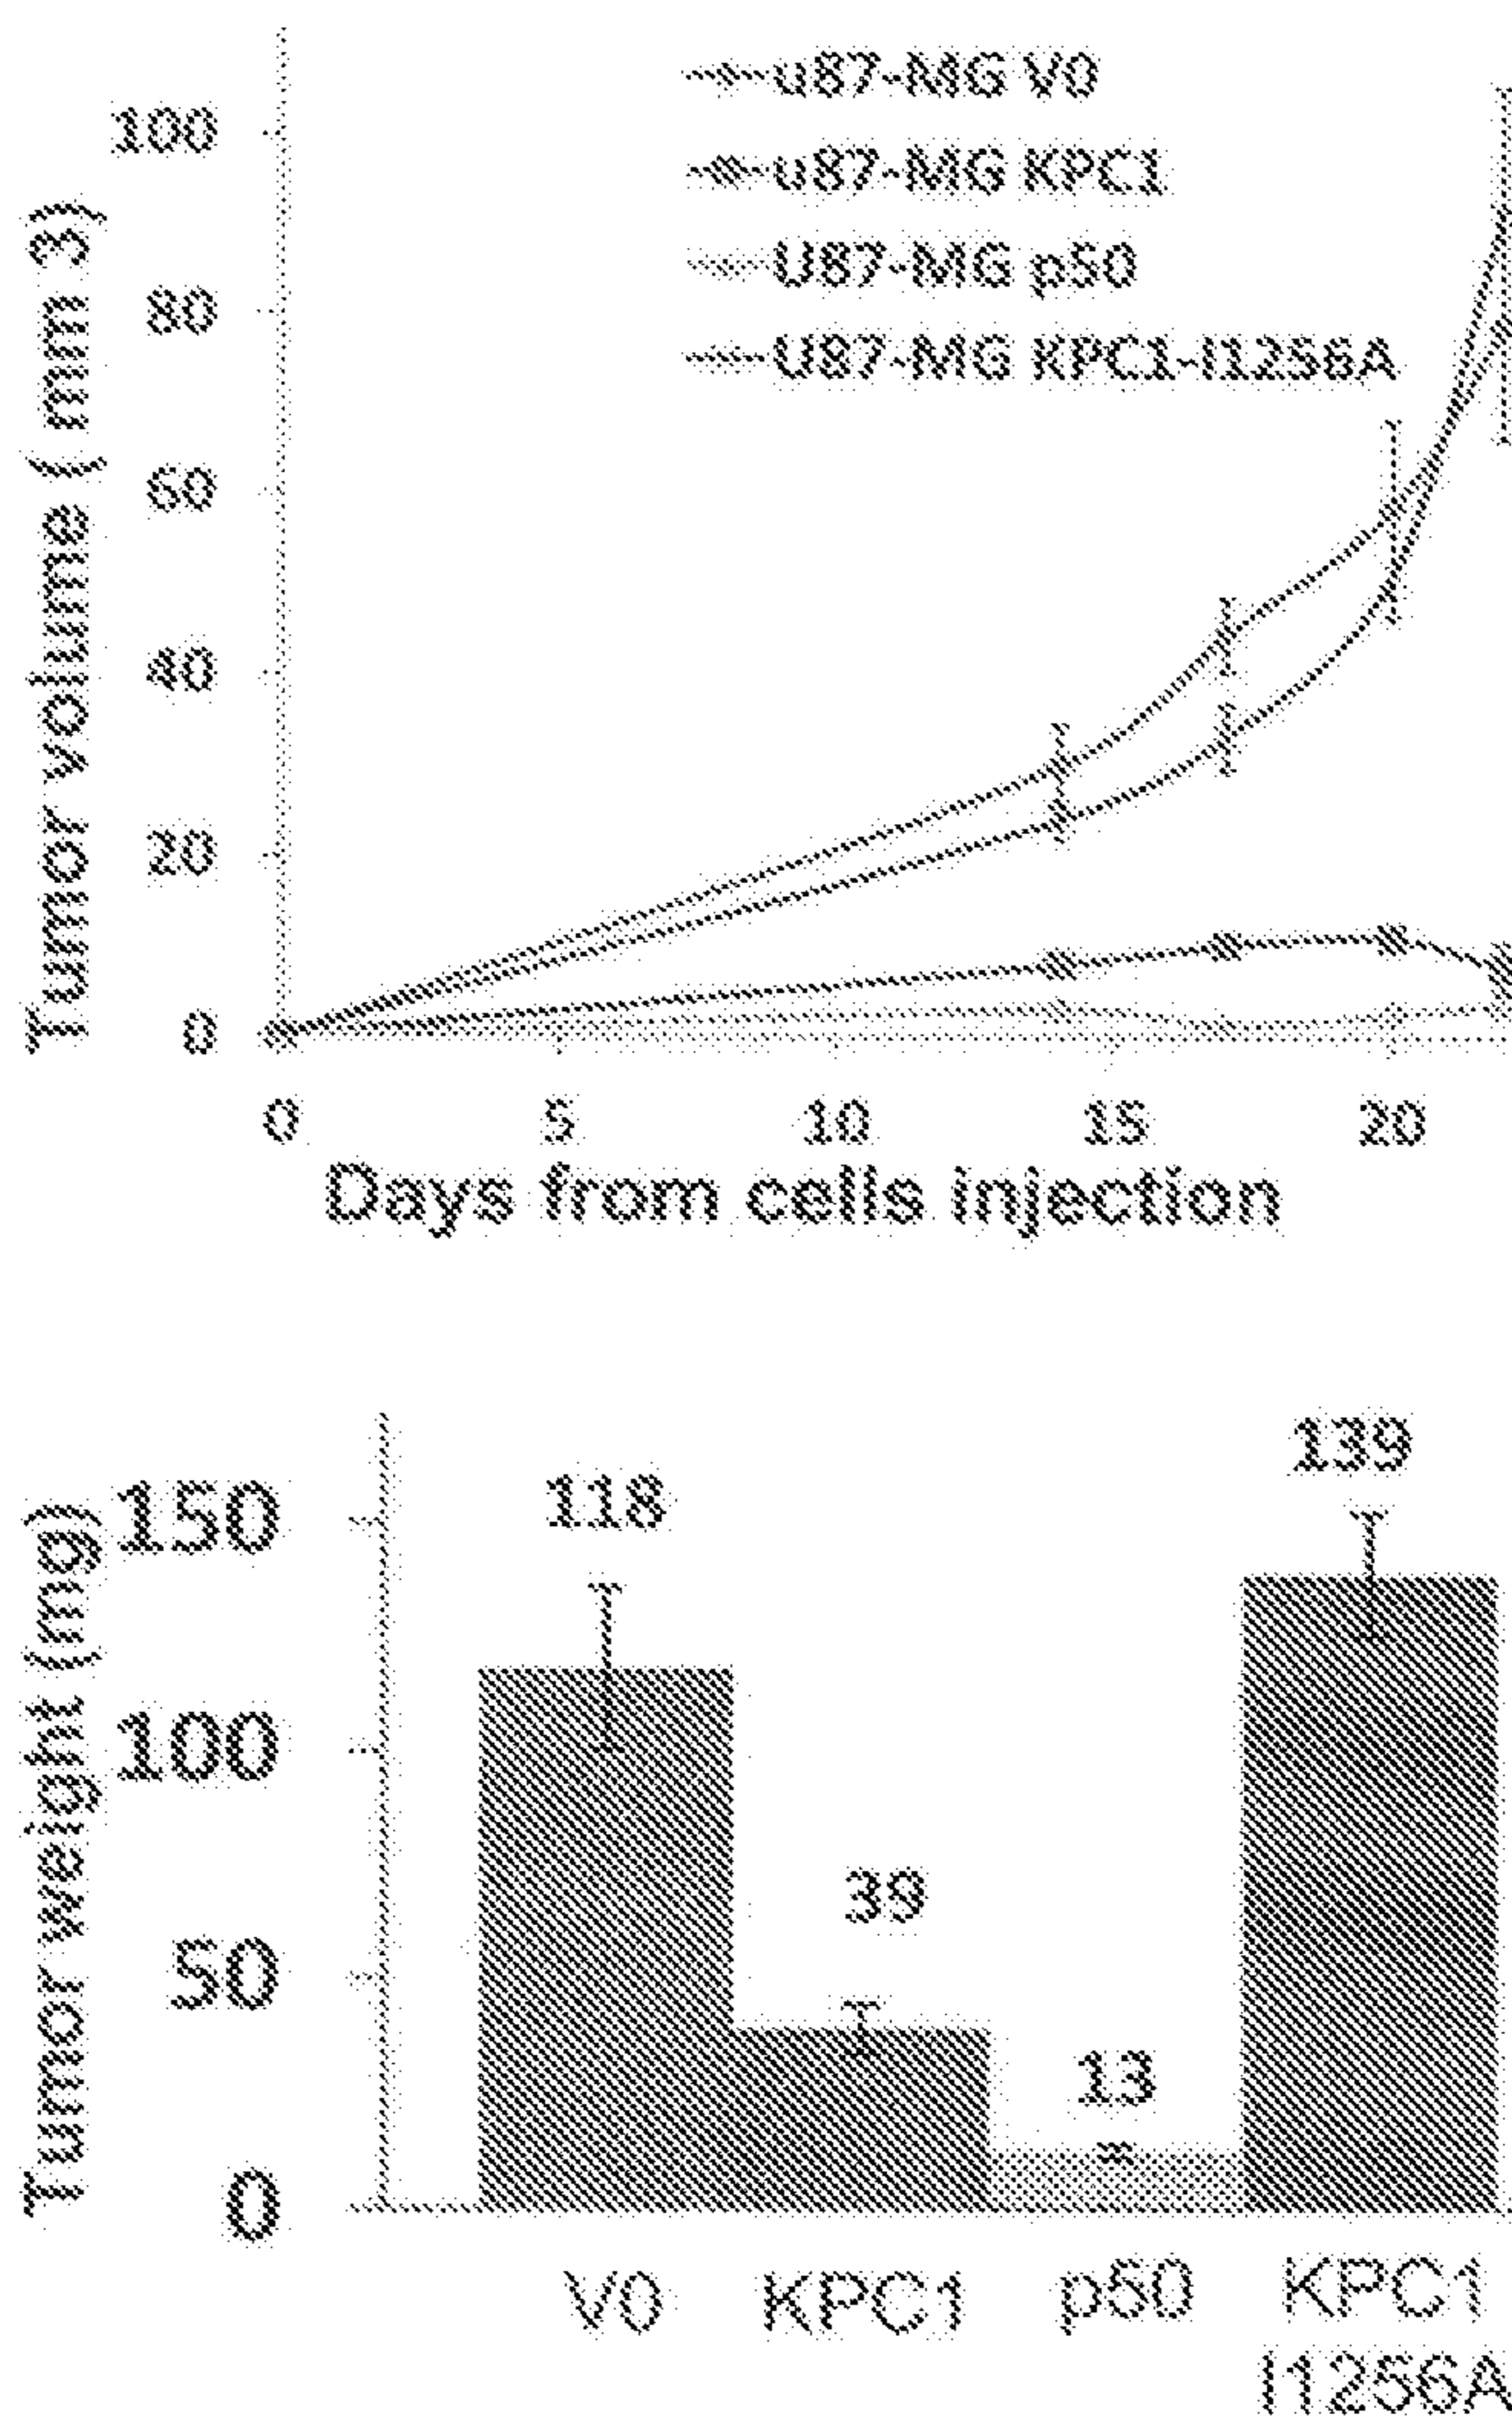 Tumor volume ( mm 3)
100
80
60
40
20
0
u87-MG V0
u87-MG KPC1
U87-MG p50
U87-MG KPC1-I1256A
0 5 10 15 20
Days from cells injection
Tumor weight (mg)
150
100
50
0
118
39
13
139
V0 KPC1 p50 KPC1
I1256A